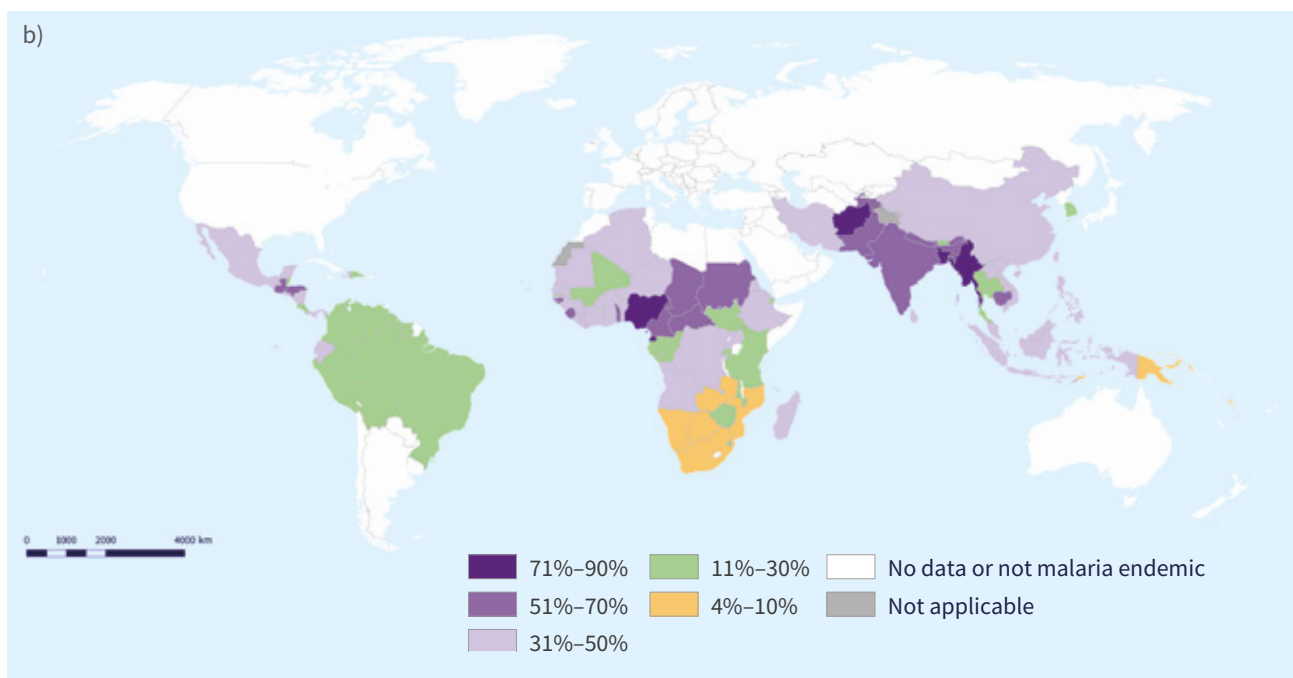 b)
0 1000 2000 4000 km
71%–90% 11%–30% No data or not malaria endemic
51%–70% 4%–10% Not applicable
31%–50%